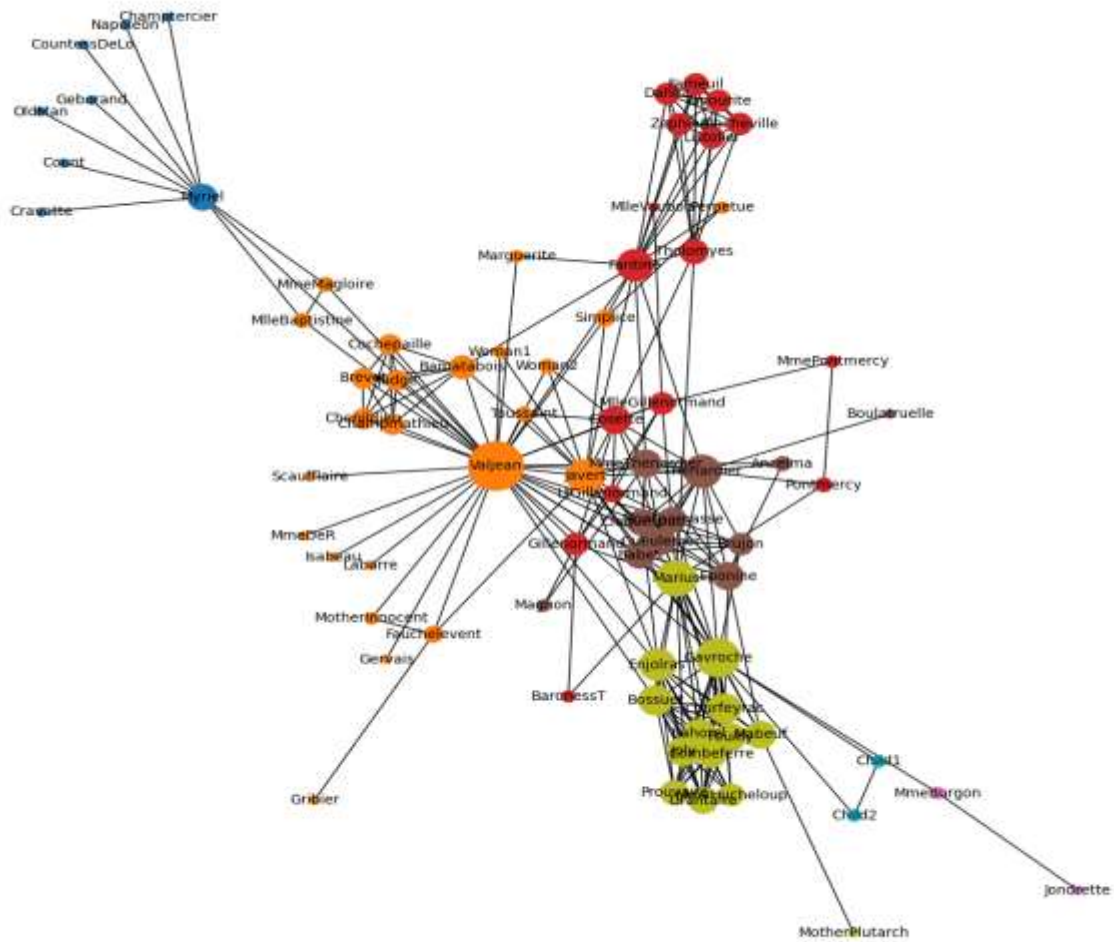 Champtercier
Napoleon
CountessDeLo
Geborand
OldMan
Count
Cravatte
Myriel
Favourite
MlleVaubois
Perpetue
Tholomyes
Fantine
Marguerite
MmeMagloire
MlleBaptistine
Simplice
Cochepaille
Woman1
Bamatabois
Woman2
Brevet
Judge
MmePontmercy
MlleGillenormand
Champmathieu
Toussaint
Cosette
Boulatruelle
Valjean
Javert
Anzelma
Scaufflaire
Pontmercy
MmeDeR
Gillenormand
Brujon
Isabeau
Labarre
Marius
Eponine
Magnon
MotherInnocent
Fauchelevent
Gervais
Enjolras
Gavroche
BaronessT
Bossuet
Courfeyrac
Mabeuf
Combeferre
Child1
Gribier
Prouvaire
Grantaire
MmeBurgon
Child2
Jondrette
MotherPlutarch